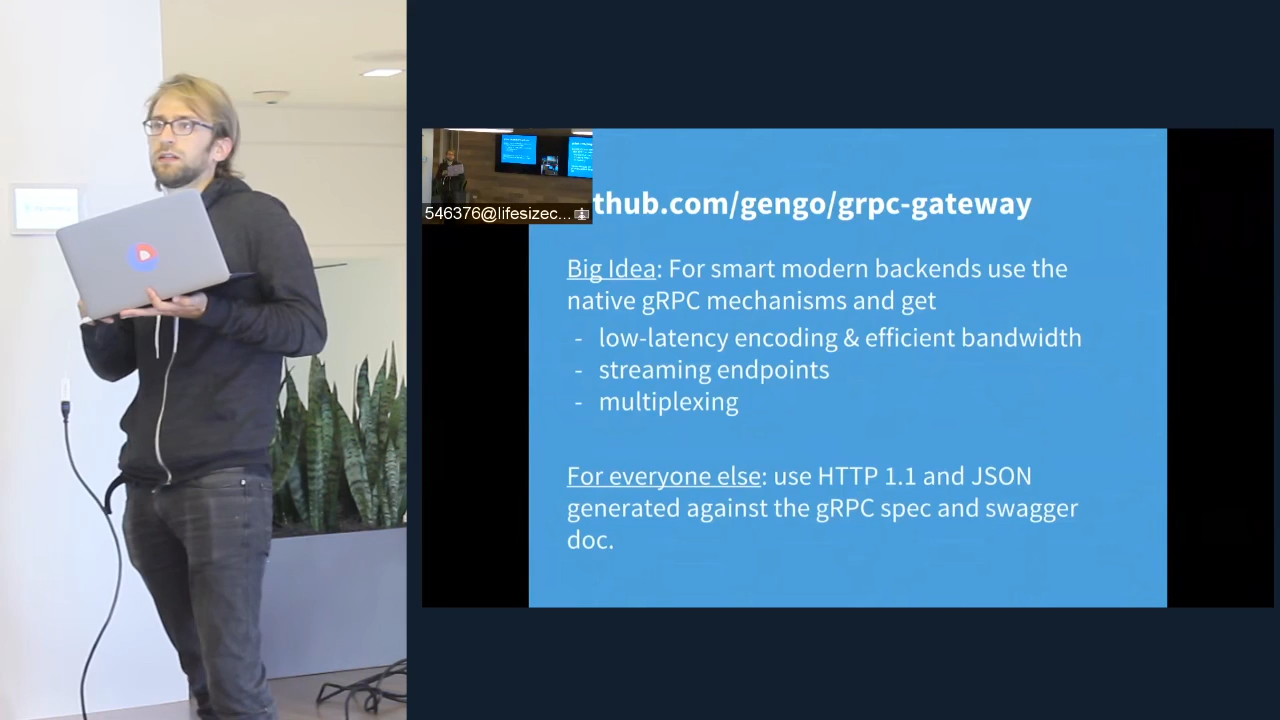 thub.com/gengo/grpc-gateway
546376@lifesizec...
Big Idea: For smart modern backends use the
native gRPC mechanisms and get
- low-latency encoding & efficient bandwidth
- streaming endpoints
- multiplexing
For everyone else: use HTTP 1.1 and JSON
generated against the gRPC spec and swagger
doc.